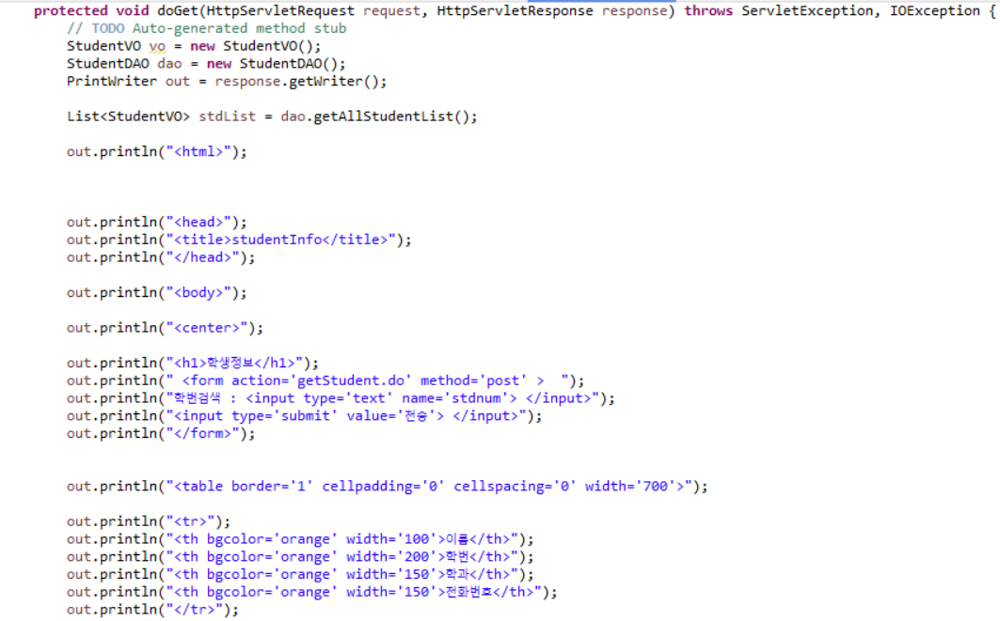 protected void doGet(HttpServletRequest request, HttpServletResponse response) throws ServletException, IOException {
// TODO Auto-generated method stub
StudentVO vo = new StudentVO();
StudentDAO dao = new StudentDAO();
PrintWriter out = response.getWriter();
List<StudentVO> stdList = dao.getAllStudentList();
out.println("<html>");
out.println("<head>");
out.println("<title>studentInfo</title>");
out.println("</head>");
out.println("<body>");
out.println("<center>");
out.println("<h1>학생정보</h1>");
out.println(" <form action='getStudent.do' method='post' >  ");
out.println("학번검색 : <input type='text' name='stdnum'> </input>");
out.println("<input type='submit' value='전송'> </input>");
out.println("</form>");
out.println("<table border='1' cellpadding='0' cellspacing='0' width='700'>");
out.println("<tr>");
out.println("<th bgcolor='orange' width='100'>이름</th>");
out.println("<th bgcolor='orange' width='200'>학번</th>");
out.println("<th bgcolor='orange' width='150'>학과</th>");
out.println("<th bgcolor='orange' width='150'>전화번호</th>");
out.println("</tr>");